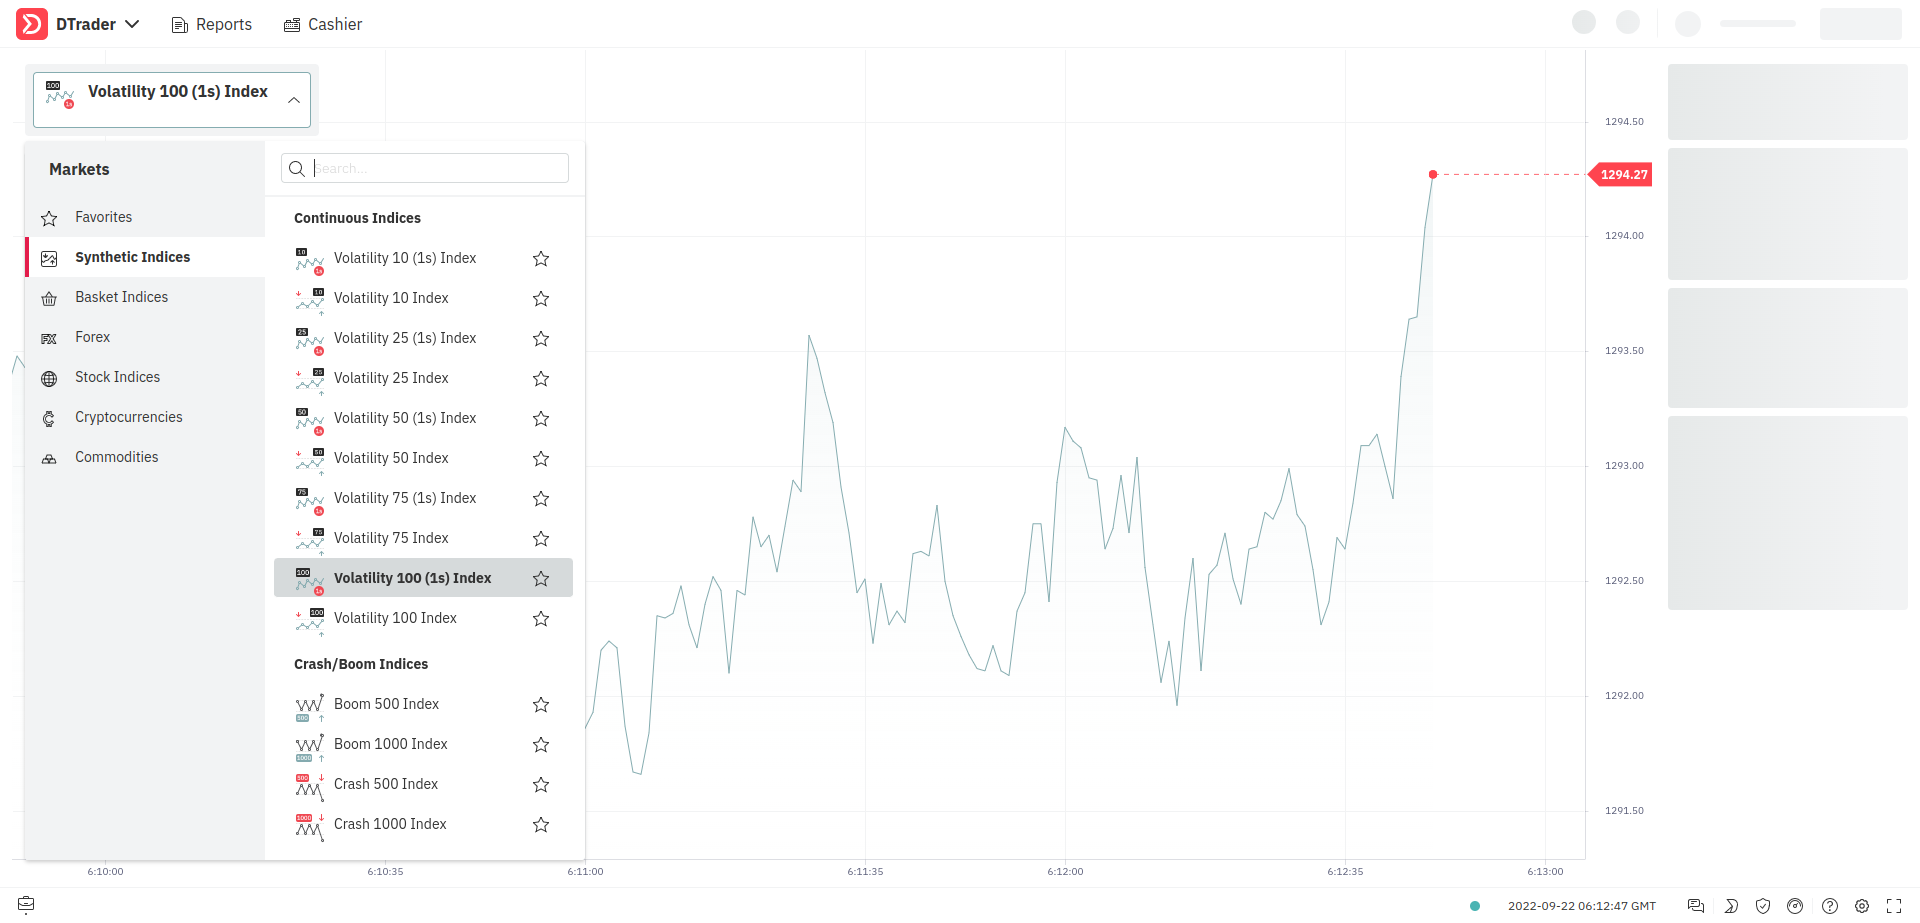 DTrader
Reports
Cashier
Volatility 100 (1s) Index
Markets
Favorites
Synthetic Indices
Basket Indices
Forex
Stock Indices
Cryptocurrencies
Commodities
Search...
Continuous Indices
Volatility 10 (1s) Index
Volatility 10 Index
Volatility 25 (1s) Index
Volatility 25 Index
Volatility 50 (1s) Index
Volatility 50 Index
Volatility 75 (1s) Index
Volatility 75 Index
Volatility 100 (1s) Index
Volatility 100 Index
Crash/Boom Indices
Boom 500 Index
Boom 1000 Index
Crash 500 Index
Crash 1000 Index
1294.50
1294.27
1294.00
1293.50
1293.00
1292.50
1292.00
1291.50
6:10:00
6:10:35
6:11:00
6:11:35
6:12:00
6:12:35
6:13:00
2022-09-22 06:12:47 GMT